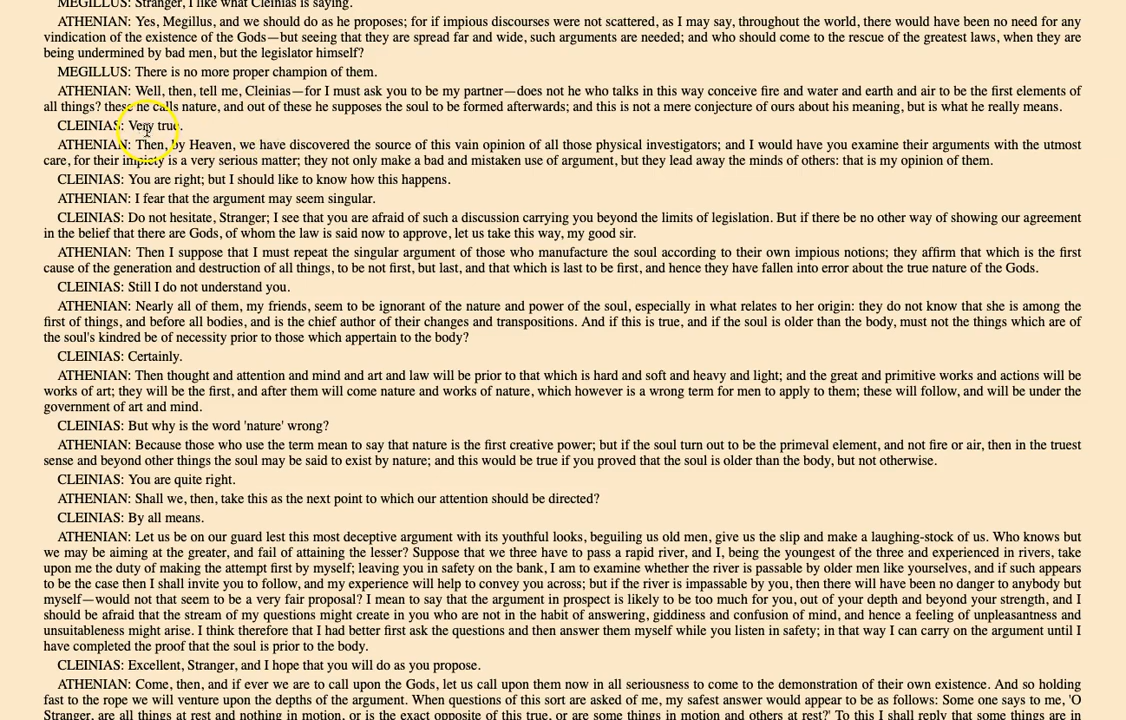 MEGILLUS: Stranger, I like what Cleinias is saying.
ATHENIAN: Yes, Megillus, and we should do as he proposes; for if impious discourses were not scattered, as I may say, throughout the world, there would have been no need for any
vindication of the existence of the Gods—but seeing that they are spread far and wide, such arguments are needed; and who should come to the rescue of the greatest laws, when they are
being undermined by bad men, but the legislator himself?
MEGILLUS: There is no more proper champion of them.
ATHENIAN: Well, then, tell me, Cleinias—for I must ask you to be my partner—does not he who talks in this way conceive fire and water and earth and air to be the first elements of
all things? these he calls nature, and out of these he supposes the soul to be formed afterwards; and this is not a mere conjecture of ours about his meaning, but is what he really means.
CLEINIAS: Very true.
ATHENIAN: Then, by Heaven, we have discovered the source of this vain opinion of all those physical investigators; and I would have you examine their arguments with the utmost
care, for their impiety is a very serious matter; they not only make a bad and mistaken use of argument, but they lead away the minds of others: that is my opinion of them.
CLEINIAS: You are right; but I should like to know how this happens.
ATHENIAN: I fear that the argument may seem singular.
CLEINIAS: Do not hesitate, Stranger; I see that you are afraid of such a discussion carrying you beyond the limits of legislation. But if there be no other way of showing our agreement
in the belief that there are Gods, of whom the law is said now to approve, let us take this way, my good sir.
ATHENIAN: Then I suppose that I must repeat the singular argument of those who manufacture the soul according to their own impious notions; they affirm that which is the first
cause of the generation and destruction of all things, to be not first, but last, and that which is last to be first, and hence they have fallen into error about the true nature of the Gods.
CLEINIAS: Still I do not understand you.
ATHENIAN: Nearly all of them, my friends, seem to be ignorant of the nature and power of the soul, especially in what relates to her origin: they do not know that she is among the
first of things, and before all bodies, and is the chief author of their changes and transpositions. And if this is true, and if the soul is older than the body, must not the things which are of
the soul's kindred be of necessity prior to those which appertain to the body?
CLEINIAS: Certainly.
ATHENIAN: Then thought and attention and mind and art and law will be prior to that which is hard and soft and heavy and light; and the great and primitive works and actions will be
works of art; they will be the first, and after them will come nature and works of nature, which however is a wrong term for men to apply to them; these will follow, and will be under the
government of art and mind.
CLEINIAS: But why is the word 'nature' wrong?
ATHENIAN: Because those who use the term mean to say that nature is the first creative power; but if the soul turn out to be the primeval element, and not fire or air, then in the truest
sense and beyond other things the soul may be said to exist by nature; and this would be true if you proved that the soul is older than the body, but not otherwise.
CLEINIAS: You are quite right.
ATHENIAN: Shall we, then, take this as the next point to which our attention should be directed?
CLEINIAS: By all means.
ATHENIAN: Let us be on our guard lest this most deceptive argument with its youthful looks, beguiling us old men, give us the slip and make a laughing-stock of us. Who knows but
we may be aiming at the greater, and fail of attaining the lesser? Suppose that we three have to pass a rapid river, and I, being the youngest of the three and experienced in rivers, take
upon me the duty of making the attempt first by myself; leaving you in safety on the bank, I am to examine whether the river is passable by older men like yourselves, and if such appears
to be the case then I shall invite you to follow, and my experience will help to convey you across; but if the river is impassable by you, then there will have been no danger to anybody but
myself—would not that seem to be a very fair proposal? I mean to say that the argument in prospect is likely to be too much for you, out of your depth and beyond your strength, and I
should be afraid that the stream of my questions might create in you who are not in the habit of answering, giddiness and confusion of mind, and hence a feeling of unpleasantness and
unsuitableness might arise. I think therefore that I had better first ask the questions and then answer them myself while you listen in safety; in that way I can carry on the argument until I
have completed the proof that the soul is prior to the body.
CLEINIAS: Excellent, Stranger, and I hope that you will do as you propose.
ATHENIAN: Come, then, and if ever we are to call upon the Gods, let us call upon them now in all seriousness to come to the demonstration of their own existence. And so holding
fast to the rope we will venture upon the depths of the argument. When questions of this sort are asked of me, my safest answer would appear to be as follows: Some one says to me, 'O
Stranger, are all things at rest and nothing in motion, or is the exact opposite of this true, or are some things in motion and others at rest?' To this I shall reply that some things are in